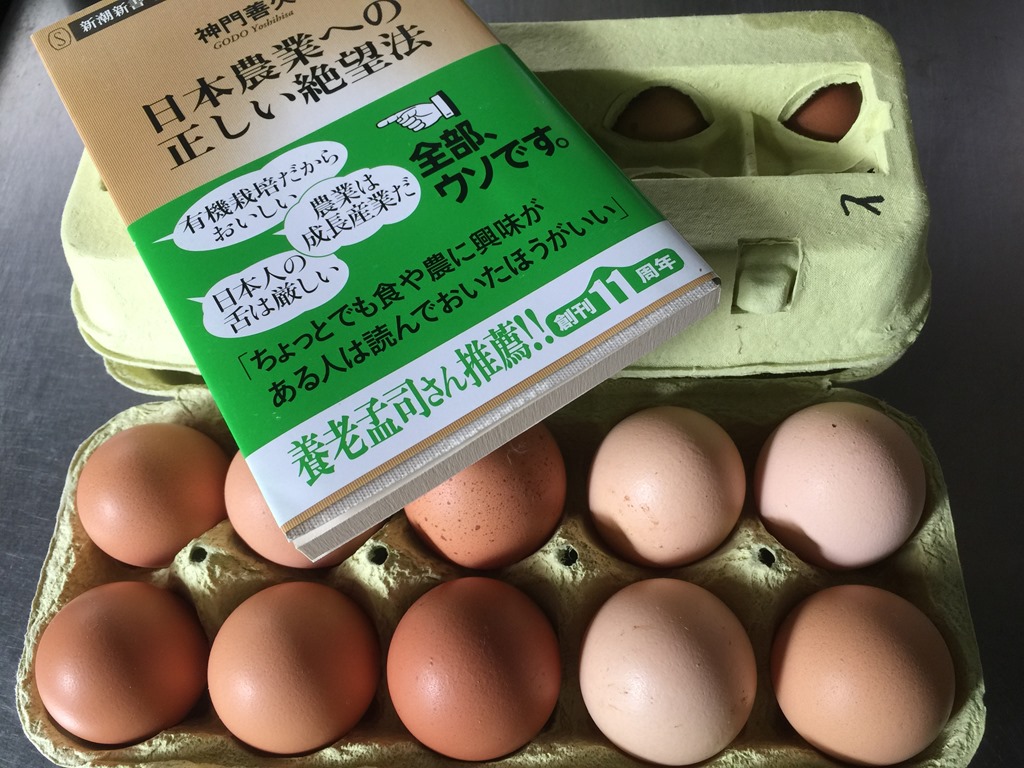 S 新潮新書
神門善久
GODO Yoshihisa
日本農業への
正しい絶望法
有機栽培だから
おいしい
農業は
成長産業だ
日本人の
舌は厳しい
全部、
ウソです。
「ちょっとでも食や農に興味が
ある人は読んでおいたほうがいい」
養老孟司さん推薦!!
創刊11周年